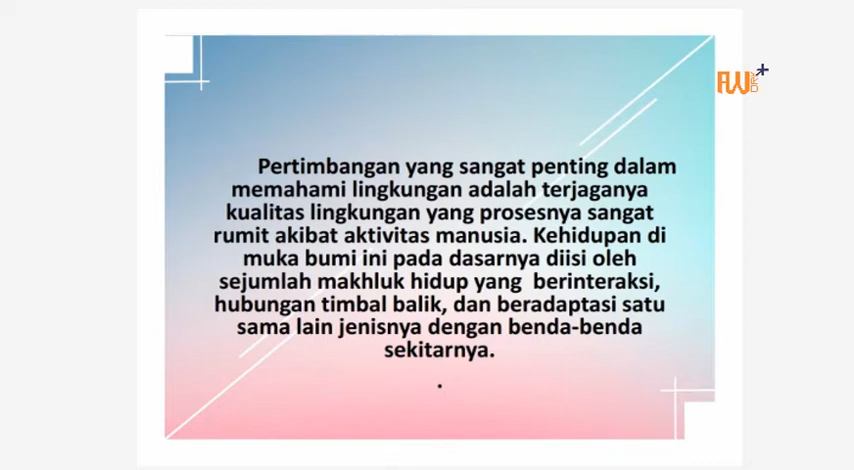 Pertimbangan yang sangat penting dalam
memahami lingkungan adalah terjaganya
kualitas lingkungan yang prosesnya sangat
rumit akibat aktivitas manusia. Kehidupan di
muka bumi ini pada dasarnya diisi oleh
sejumlah makhluk hidup yang  berinteraksi,
hubungan timbal balik, dan beradaptasi satu
sama lain jenisnya dengan benda-benda
sekitarnya.
.